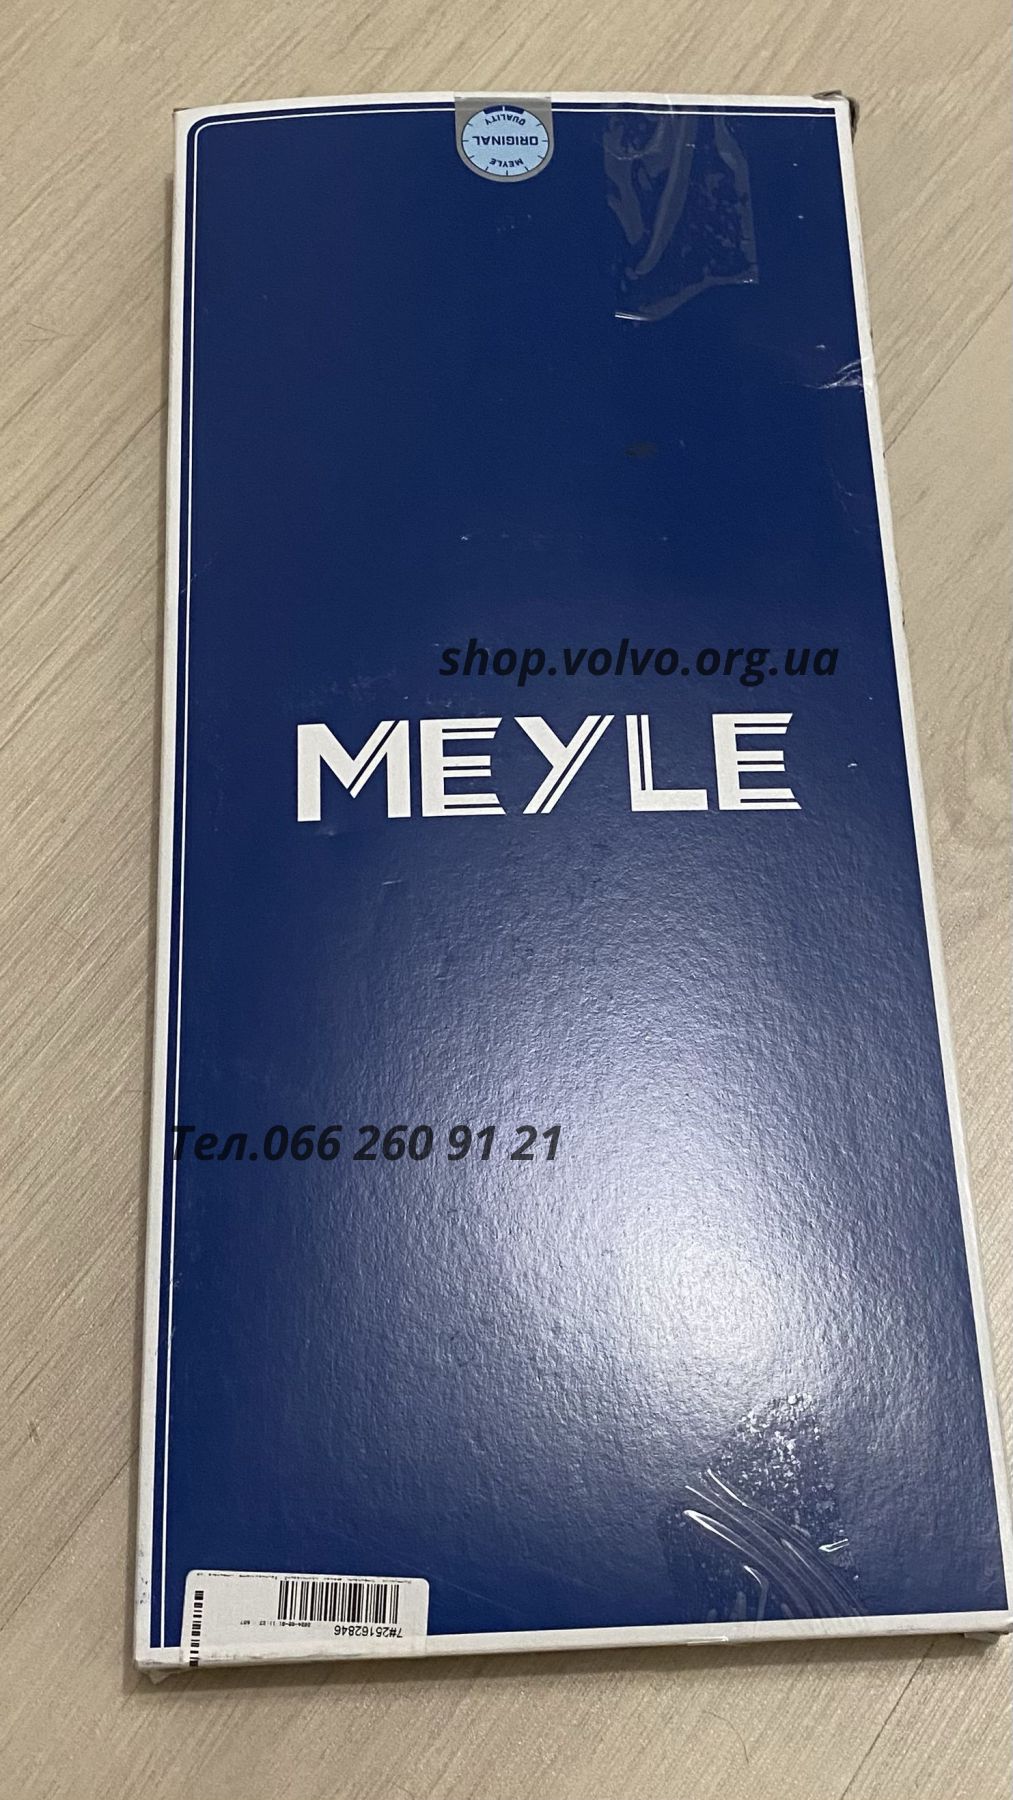 MEYLE
ORIGINAL
QUALITY
shop.volvo.org.ua
MEYLE
Тел.066 260 91 21
7#25162846